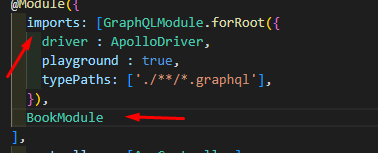 @Module({
imports: [GraphQLModule.forRoot({
driver : ApolloDriver,
playground : true,
typePaths: ['./**/*.graphql'],
}),
BookModule
],